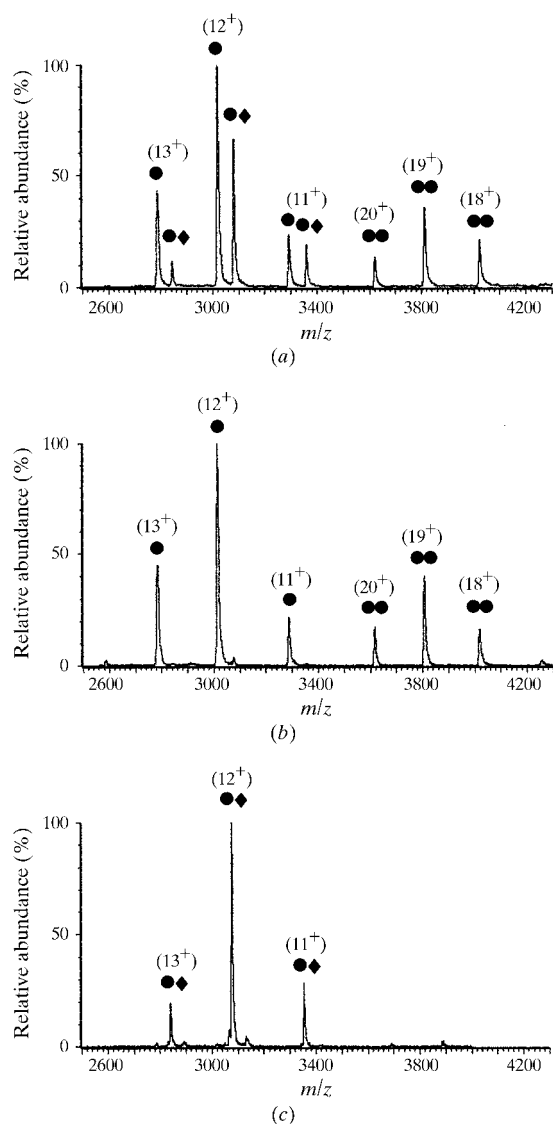 (12⁺)
100
(13⁺)
(11⁺)
(19⁺)
(20⁺)
(18⁺)
50
0
Relative abundance (%)
2600 3000 3400 3800 4200
m/z
(a)
(12⁺)
100
(13⁺)
(11⁺)
(19⁺)
(20⁺)
(18⁺)
50
0
Relative abundance (%)
2600 3000 3400 3800 4200
m/z
(b)
(12⁺)
100
(13⁺)
(11⁺)
50
0
Relative abundance (%)
2600 3000 3400 3800 4200
m/z
(c)